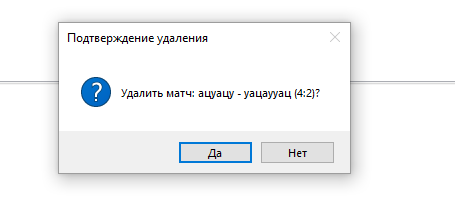 Подтверждение удаления
Удалить матч: ацуацу - уацаууац (4:2)?
Да
Нет